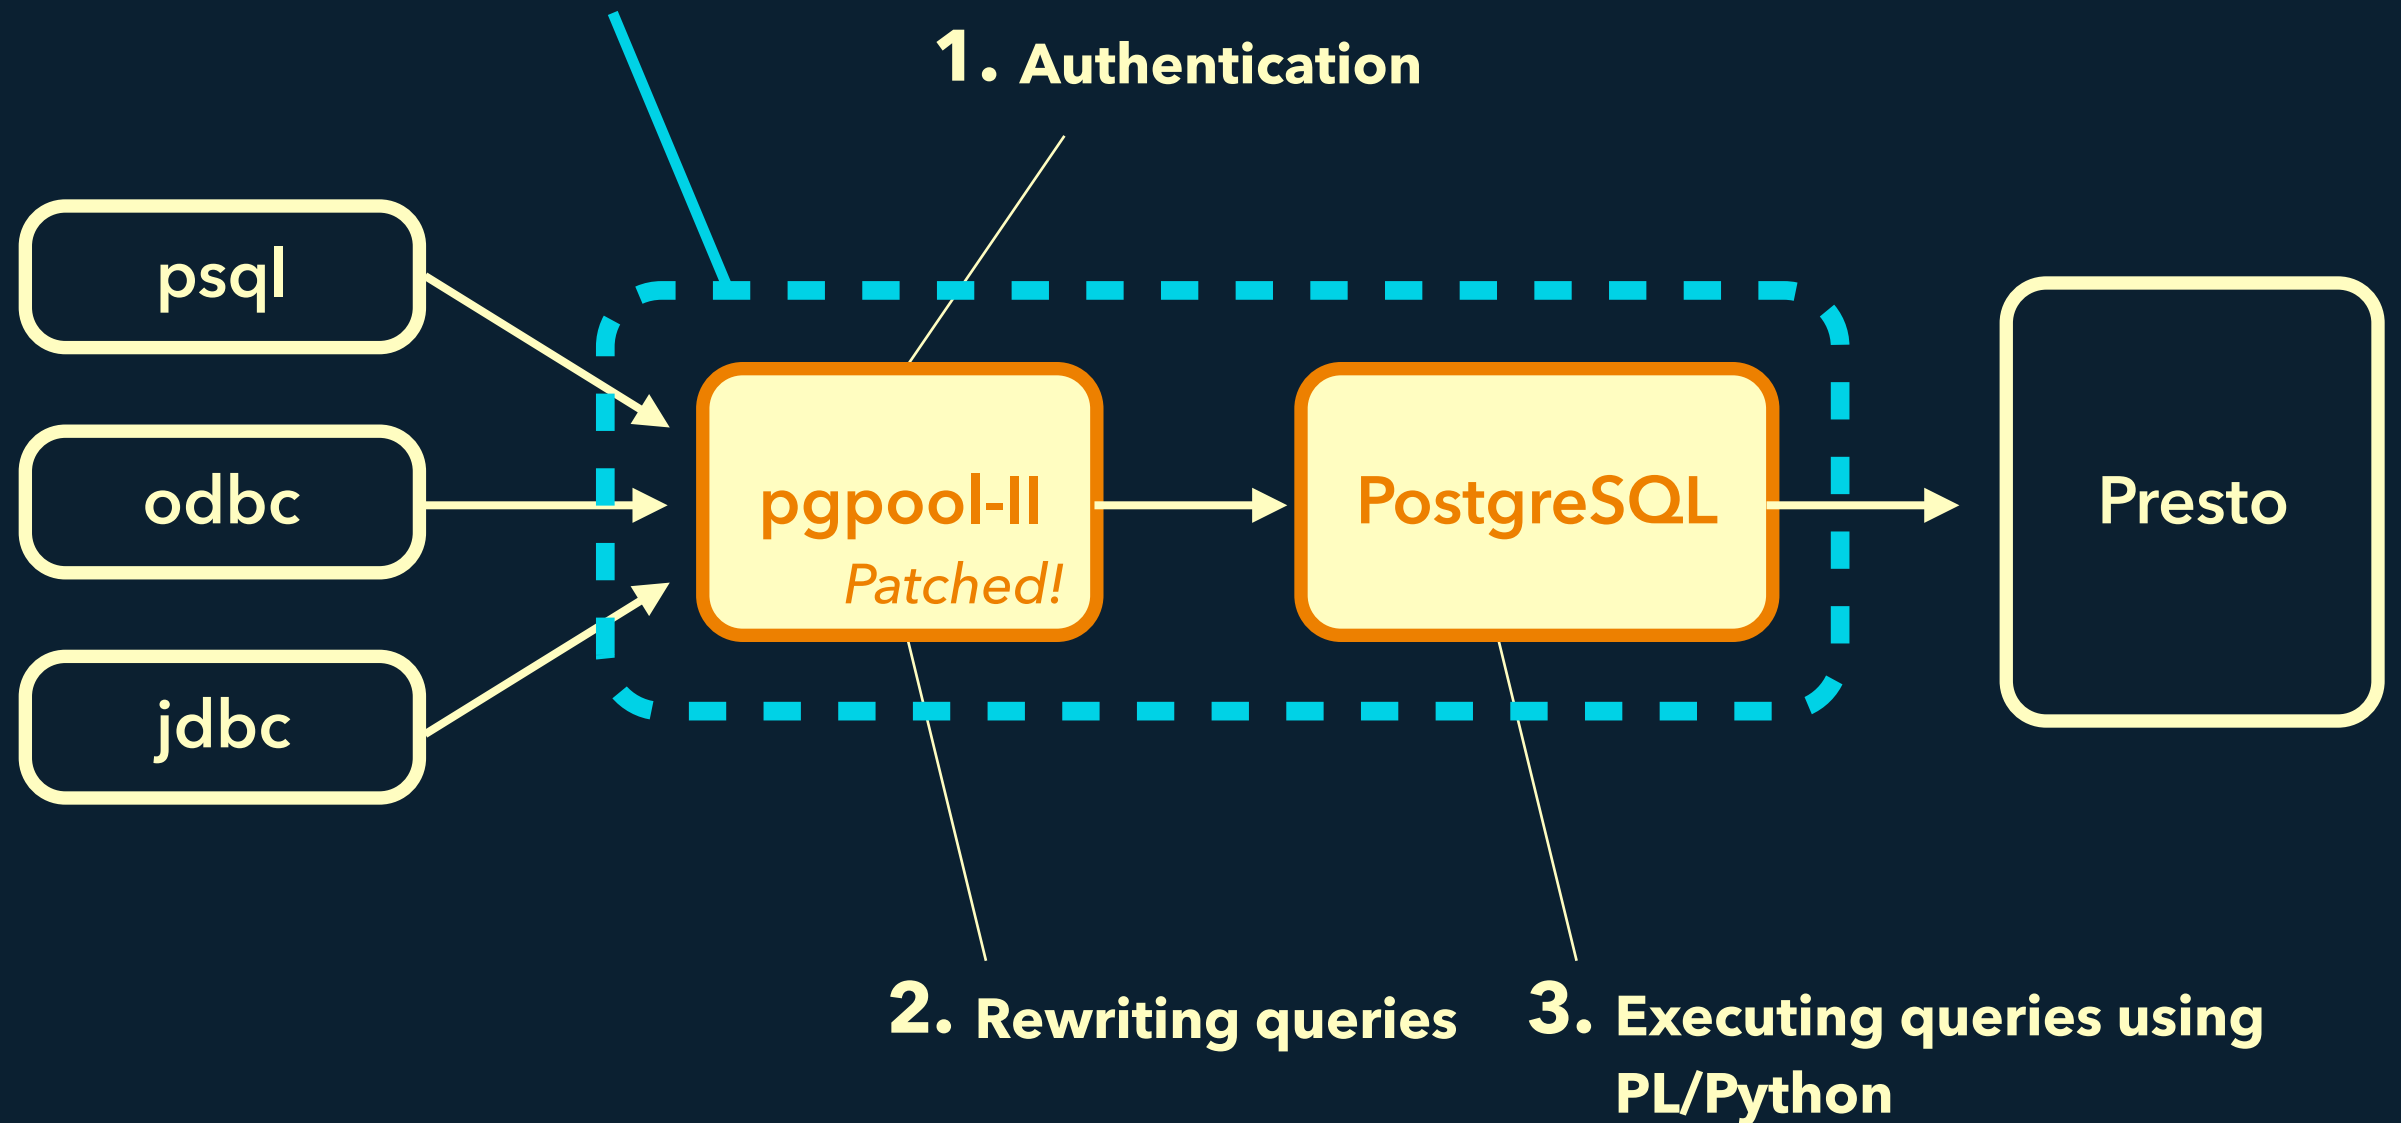 1. Authentication
psql
odbc
jdbc
pgpool-II
Patched!
PostgreSQL
Presto
2. Rewriting queries
3. Executing queries using
PL/Python